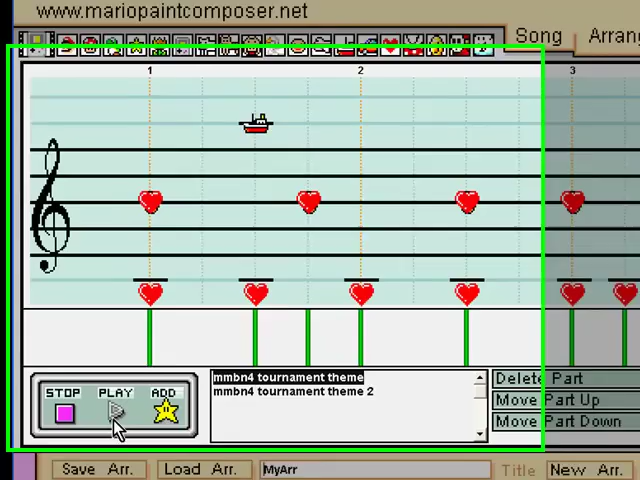 www.mariopaintcomposer.net
Song
Arran
1
2
3
STOP
PLAY
ADD
mmbn4 tournament theme
mmbn4 tournament theme 2
Delete Part
Move Part Up
Move Part Down
Save Arr.
Load Arr.
MyArr
Title
New Arr.